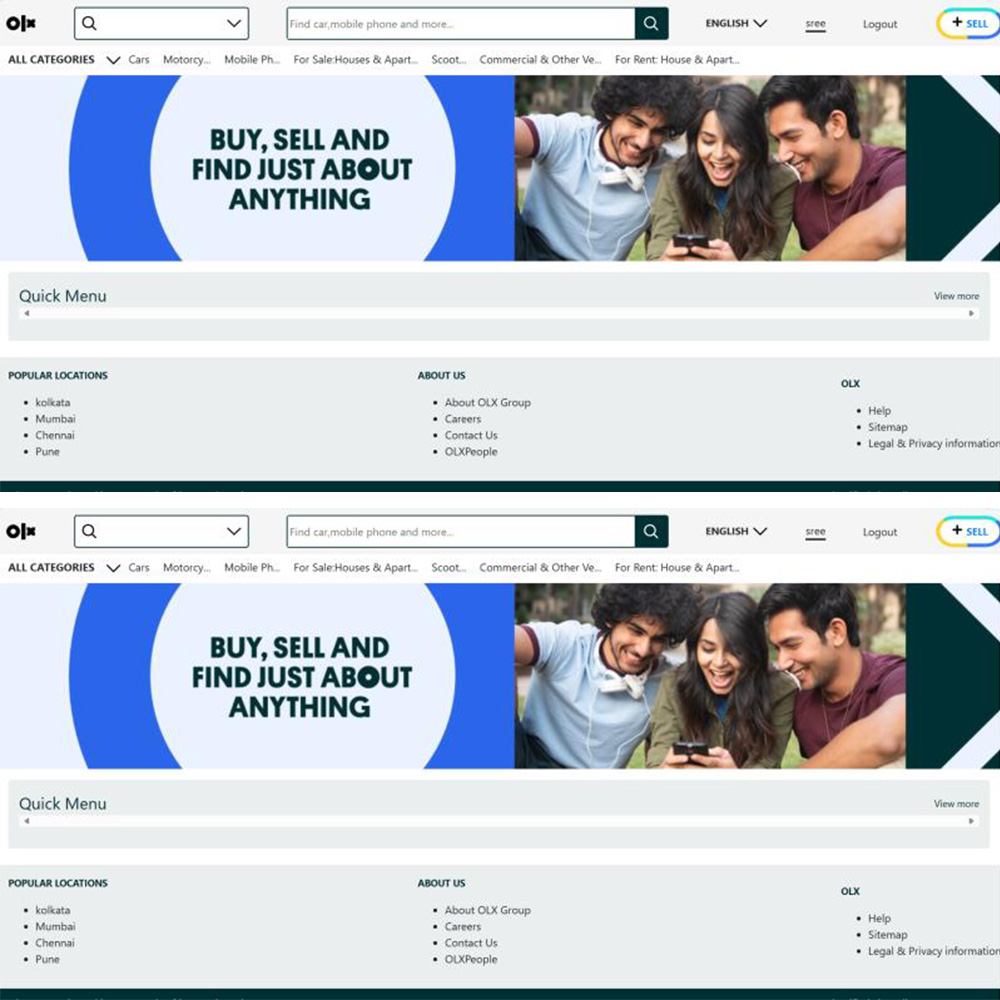 olx Find car,mobile phone and more... ENGLISH sree Logout + SELL
ALL CATEGORIES Cars Motorcy... Mobile Ph... For Sale:Houses & Apart... Scoot... Commercial & Other Ve... For Rent: House & Apart...
BUY, SELL AND
FIND JUST ABOUT
ANYTHING
Quick Menu View more
POPULAR LOCATIONS
kolkata
Mumbai
Chennai
Pune
ABOUT US
About OLX Group
Careers
Contact Us
OLXPeople
OLX
Help
Sitemap
Legal & Privacy information
olx Find car,mobile phone and more... ENGLISH sree Logout + SELL
ALL CATEGORIES Cars Motorcy... Mobile Ph... For Sale:Houses & Apart... Scoot... Commercial & Other Ve... For Rent: House & Apart...
BUY, SELL AND
FIND JUST ABOUT
ANYTHING
Quick Menu View more
POPULAR LOCATIONS
kolkata
Mumbai
Chennai
Pune
ABOUT US
About OLX Group
Careers
Contact Us
OLXPeople
OLX
Help
Sitemap
Legal & Privacy information